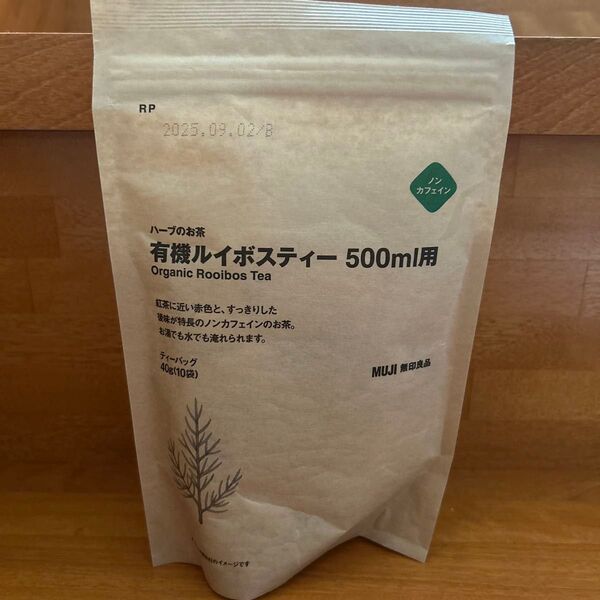 RP
2025.09.02/B
ノン
カフェイン
ハーブのお茶
有機ルイボスティー 500ml用
Organic Rooibos Tea
紅茶に近い赤色と、すっきりした
後味が特長のノンカフェインのお茶。
お湯でも水でも淹れられます。
ティーバッグ
40g(10袋)
MUJI 無印良品
のイメージです